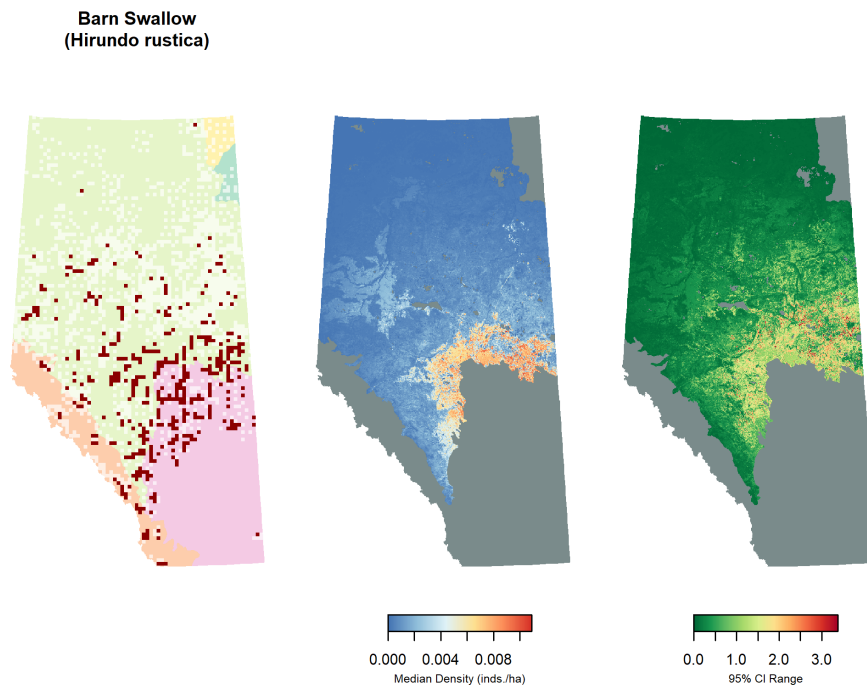 Barn Swallow
(Hirundo rustica)
0.000 0.004 0.008
Median Density (inds./ha)
0.0 1.0 2.0 3.0
95% CI Range